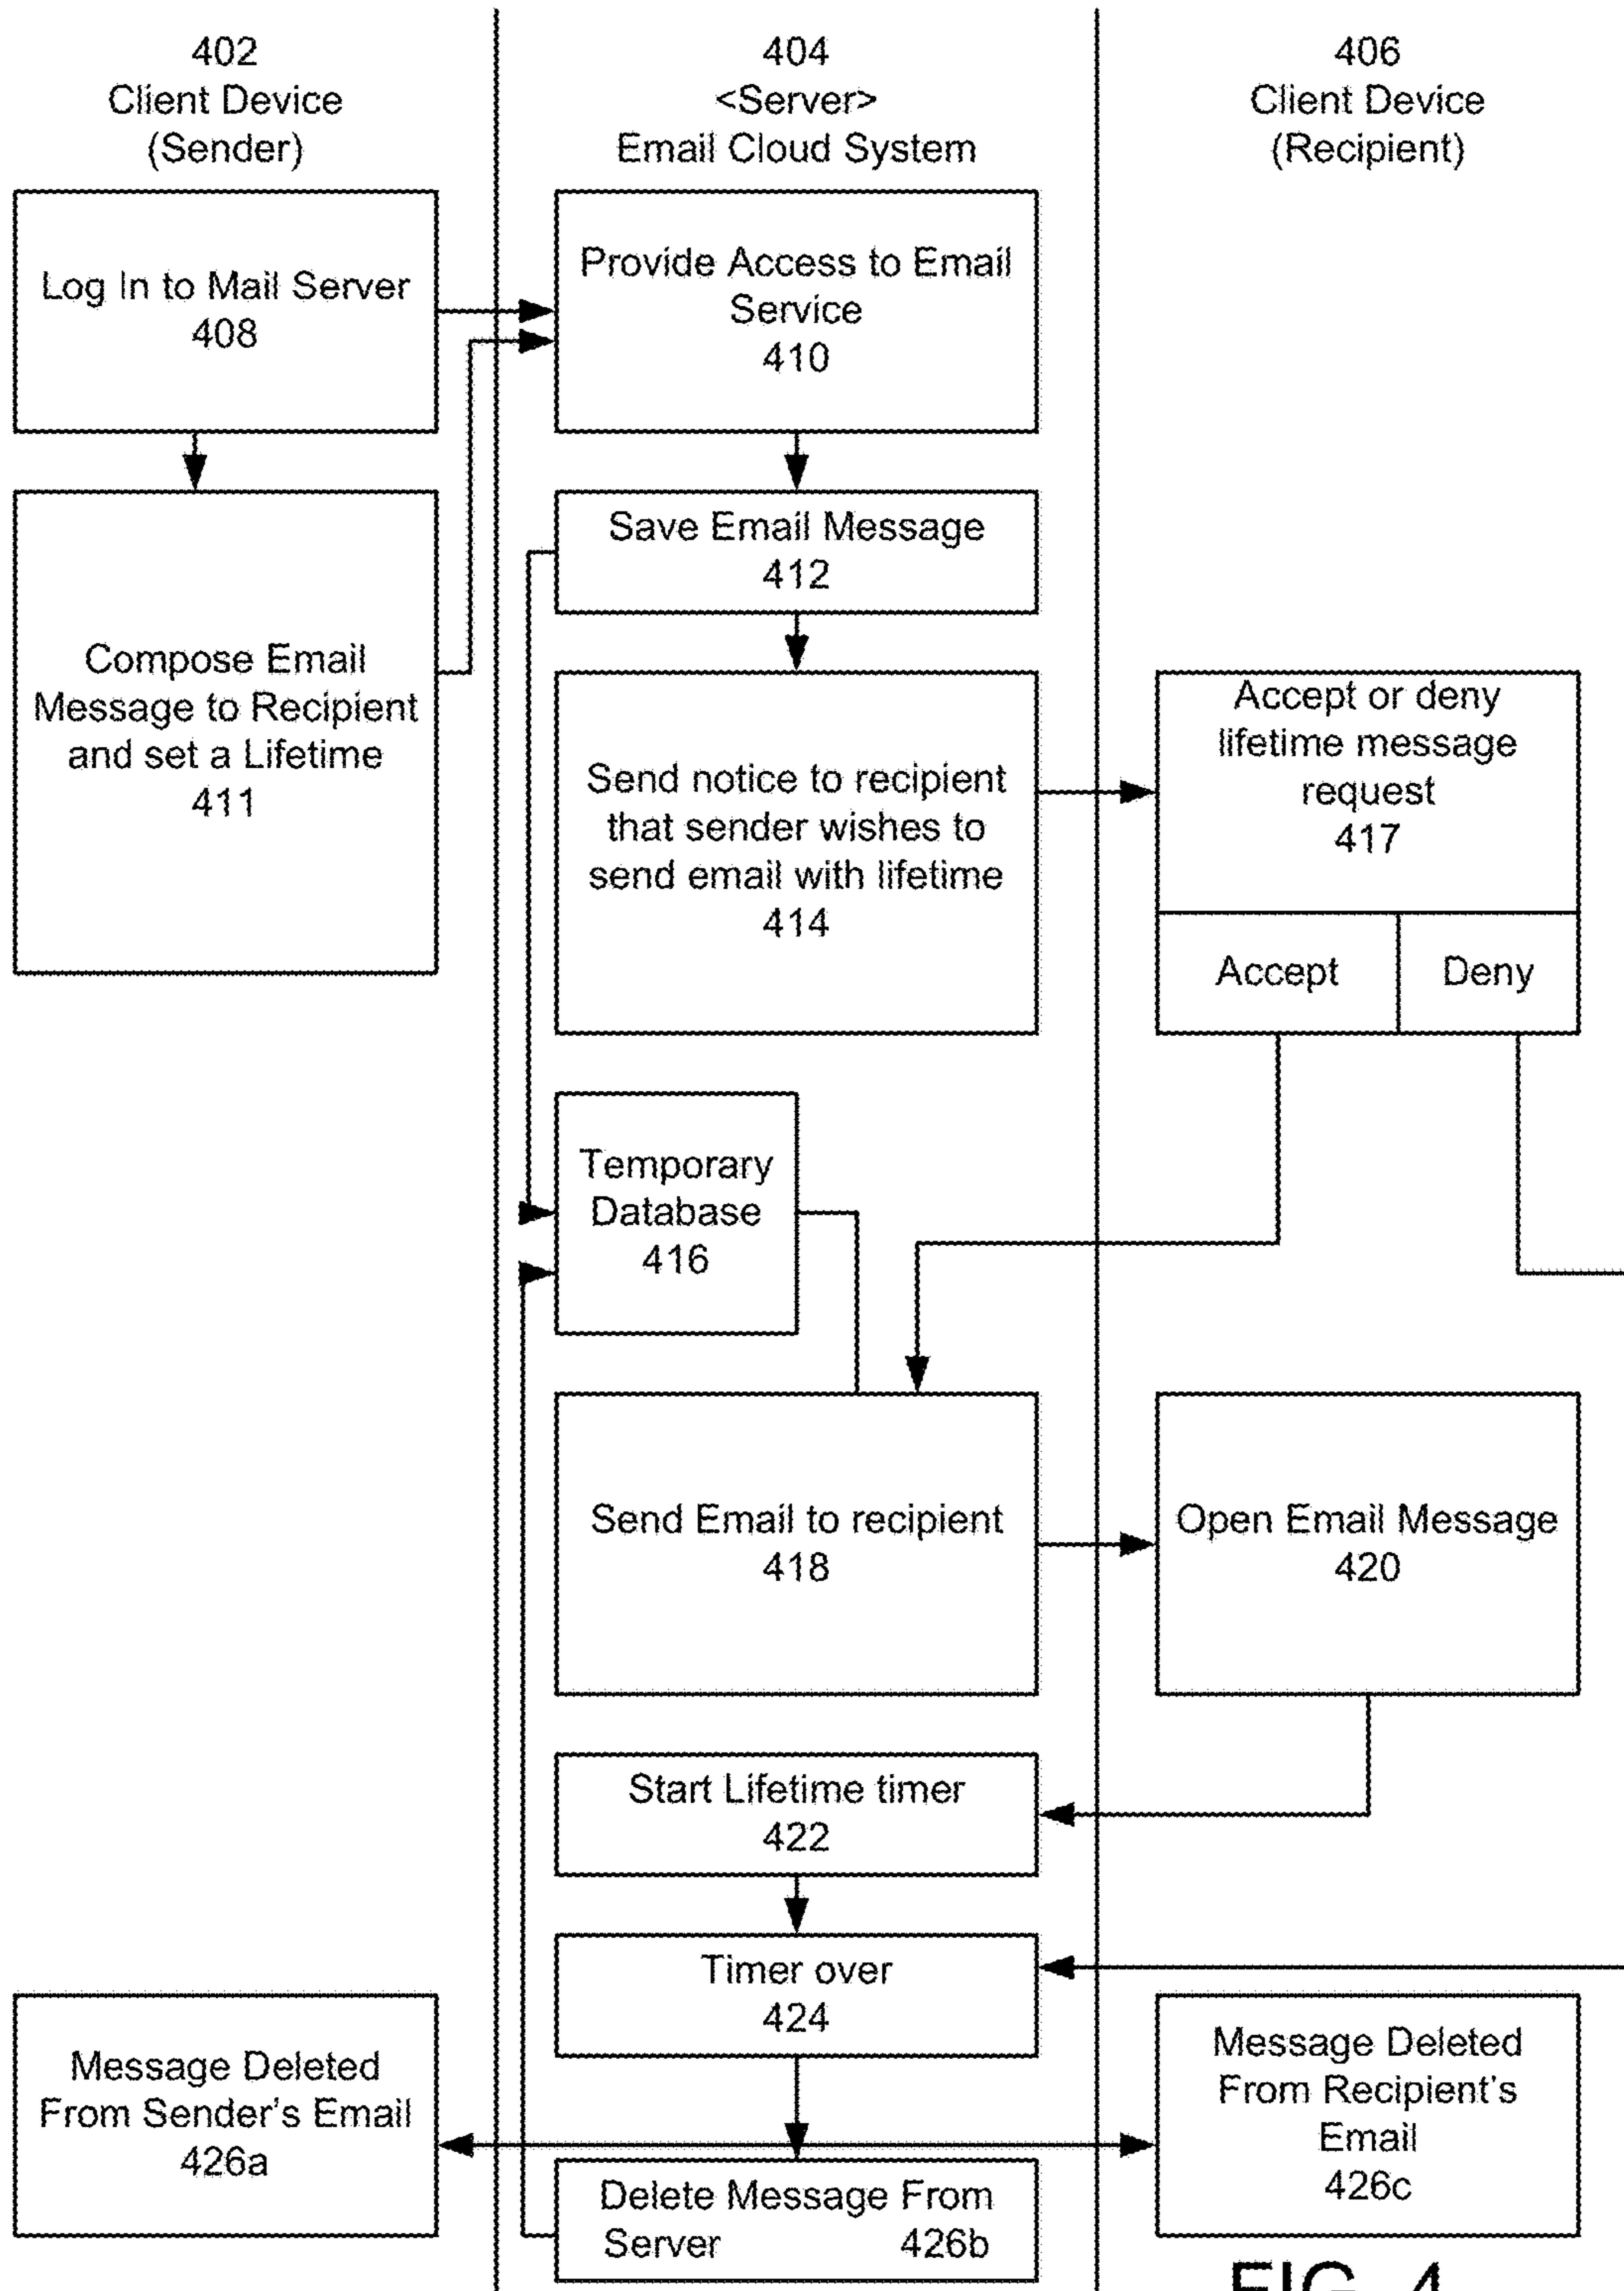 402
Client Device
(Sender)
404
<Server>
Email Cloud System
406
Client Device
(Recipient)
Log In to Mail Server
408
Provide Access to Email
Service
410
Compose Email
Message to Recipient
and set a Lifetime
411
Save Email Message
412
Send notice to recipient
that sender wishes to
send email with lifetime
414
Accept or deny
lifetime message
request
417
Accept
Deny
Temporary
Database
416
Send Email to recipient
418
Open Email Message
420
Start Lifetime timer
422
Timer over
424
Message Deleted
From Sender's Email
426a
Delete Message From
Server 426b
Message Deleted
From Recipient's
Email
426c
FIG. 4